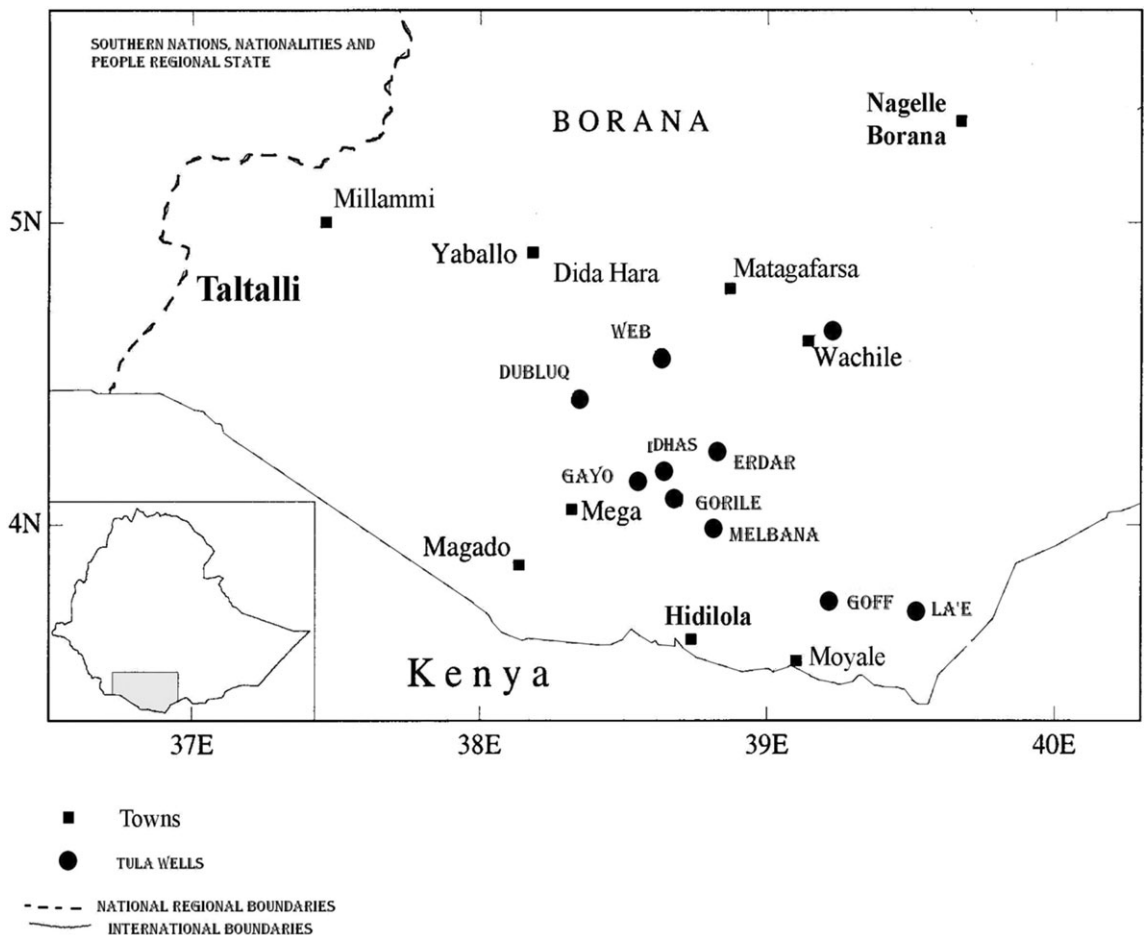 SOUTHERN NATIONS, NATIONALITIES AND
PEOPLE REGIONAL STATE
BORANA
Nagelle
Borana
Millammi
5N
Yaballo
Dida Hara
Matagafarsa
Taltalli
WEB
Wachile
DUBLUQ
IDHAS
ERDAR
GAYO
GORILE
Mega
4N
MELBANA
Magado
GOFF
LA'E
Hidilola
Moyale
Kenya
37E
38E
39E
40E
Towns
TULA WELLS
NATIONAL REGIONAL BOUNDARIES
INTERNATIONAL BOUNDARIES